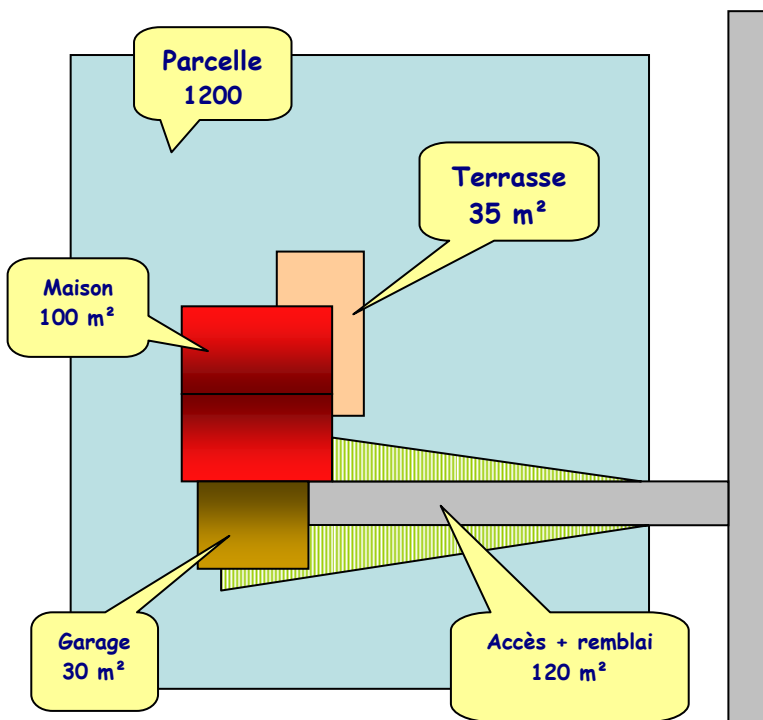 Parcelle
1200
Terrasse
35 m²
Maison
100 m²
Garage
30 m²
Accès + remblai
120 m²